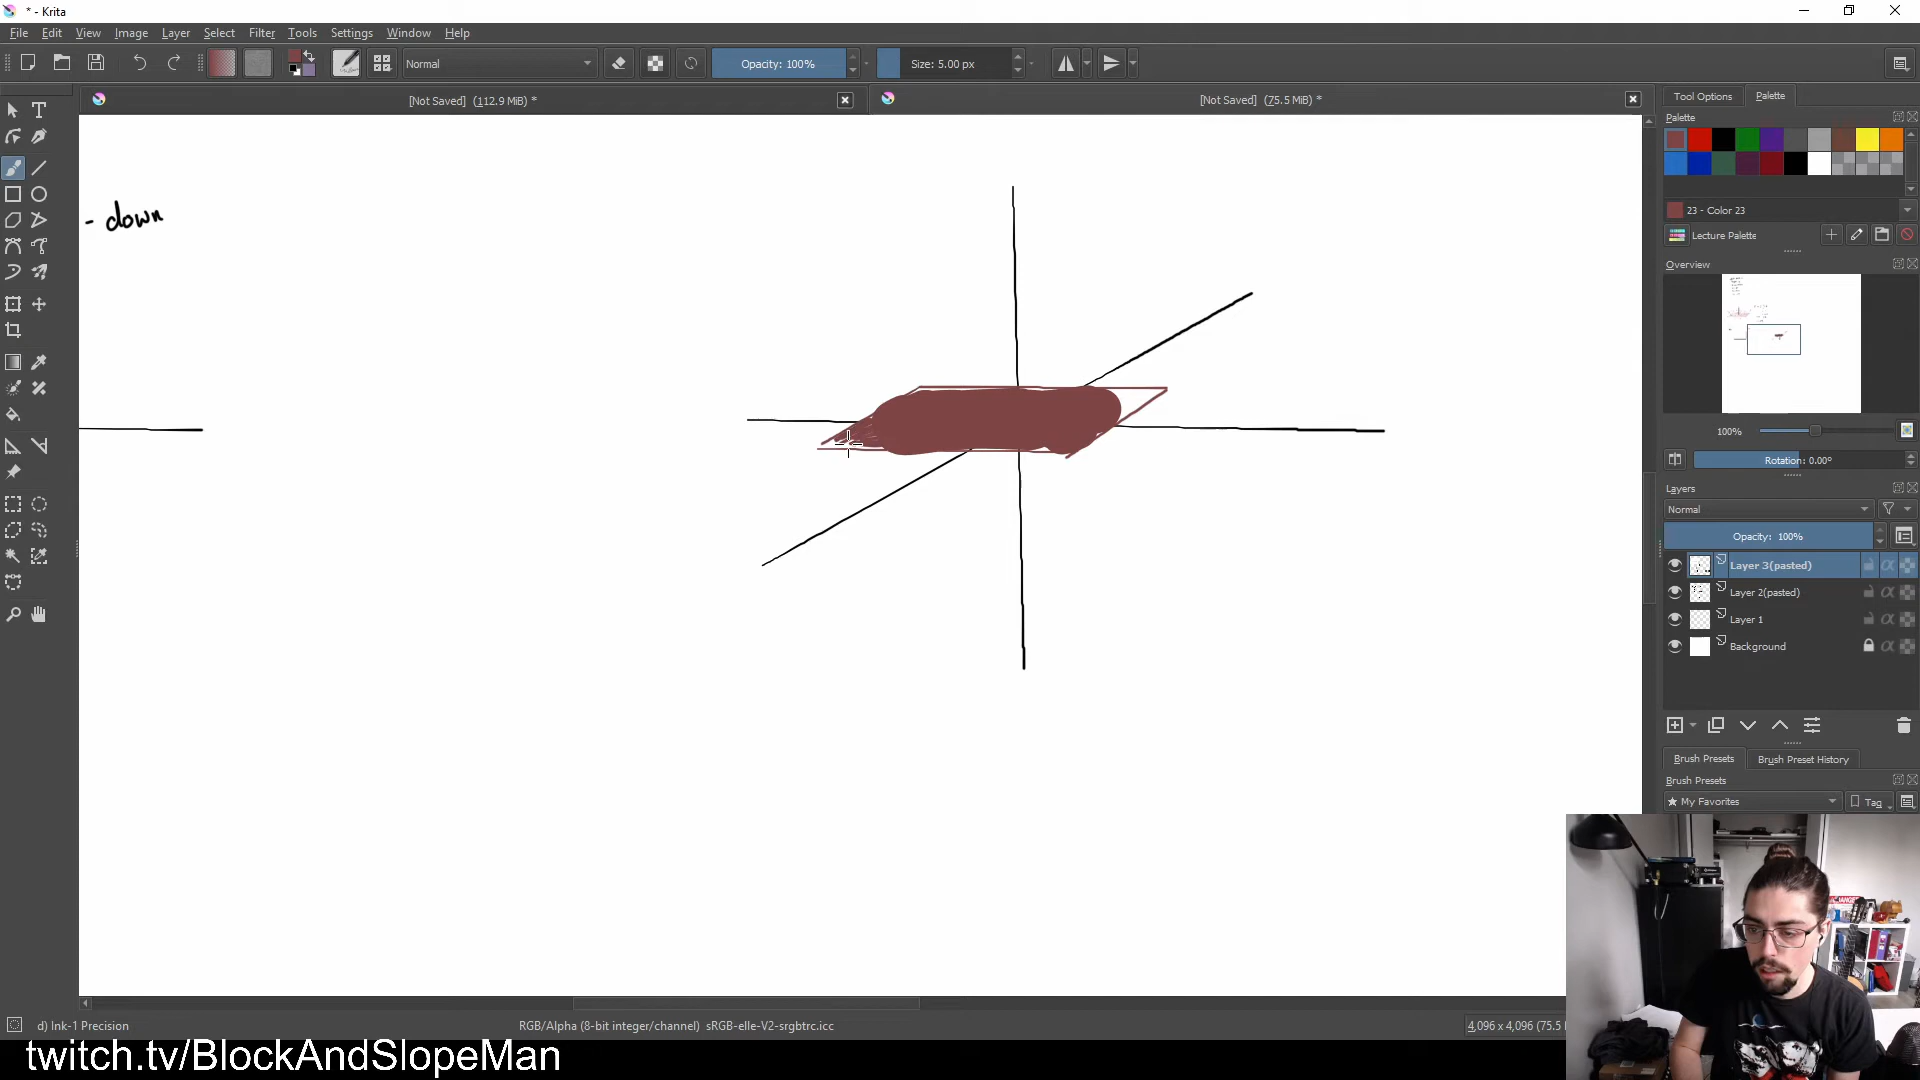 * - Krita
File Edit View Image Layer Select Filter Tools Settings Window Help
Normal Opacity: 100% Size: 5.00 px
[Not Saved] (112.9 MiB) * [Not Saved] (75.5 MiB) *
Tool Options Palette
Palette
- down
23 - Color 23
Lecture Palette
Overview
100%
Rotation: 0.00°
Layers
Normal
Opacity: 100%
Layer 3(pasted)
Layer 2(pasted)
Layer 1
Background
Brush Presets Brush Preset History
Brush Presets
★ My Favorites Tag
d) Ink-1 Precision RGB/Alpha (8-bit integer/channel) sRGB-elle-V2-srgbtrc.icc 4,096 x 4,096 (75.5
twitch.tv/BlockAndSlopeMan